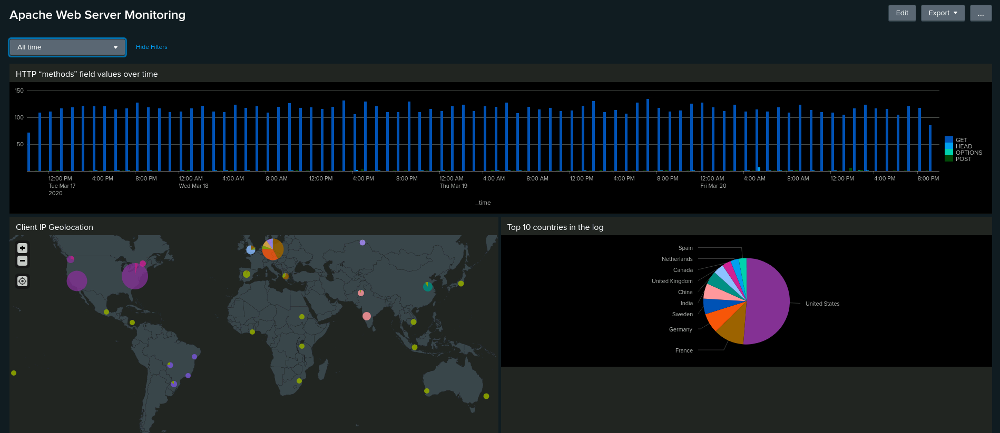 Apache Web Server Monitoring
Edit
Export
...
All time
Hide Filters
HTTP “methods” field values over time
150
100
50
GET
HEAD
OPTIONS
POST
12:00 PM 4:00 PM 8:00 PM 12:00 AM 4:00 AM 8:00 AM 12:00 PM 4:00 PM 8:00 PM 12:00 AM 4:00 AM 8:00 AM 12:00 PM 4:00 PM 8:00 PM 12:00 AM 4:00 AM 8:00 AM 12:00 PM 4:00 PM 8:00 PM
Tue Mar 17 Wed Mar 18 Thu Mar 19 Fri Mar 20
2020
_time
Client IP Geolocation
Top 10 countries in the log
Spain
Netherlands
Canada
United Kingdom
China
India
United States
Sweden
Germany
France